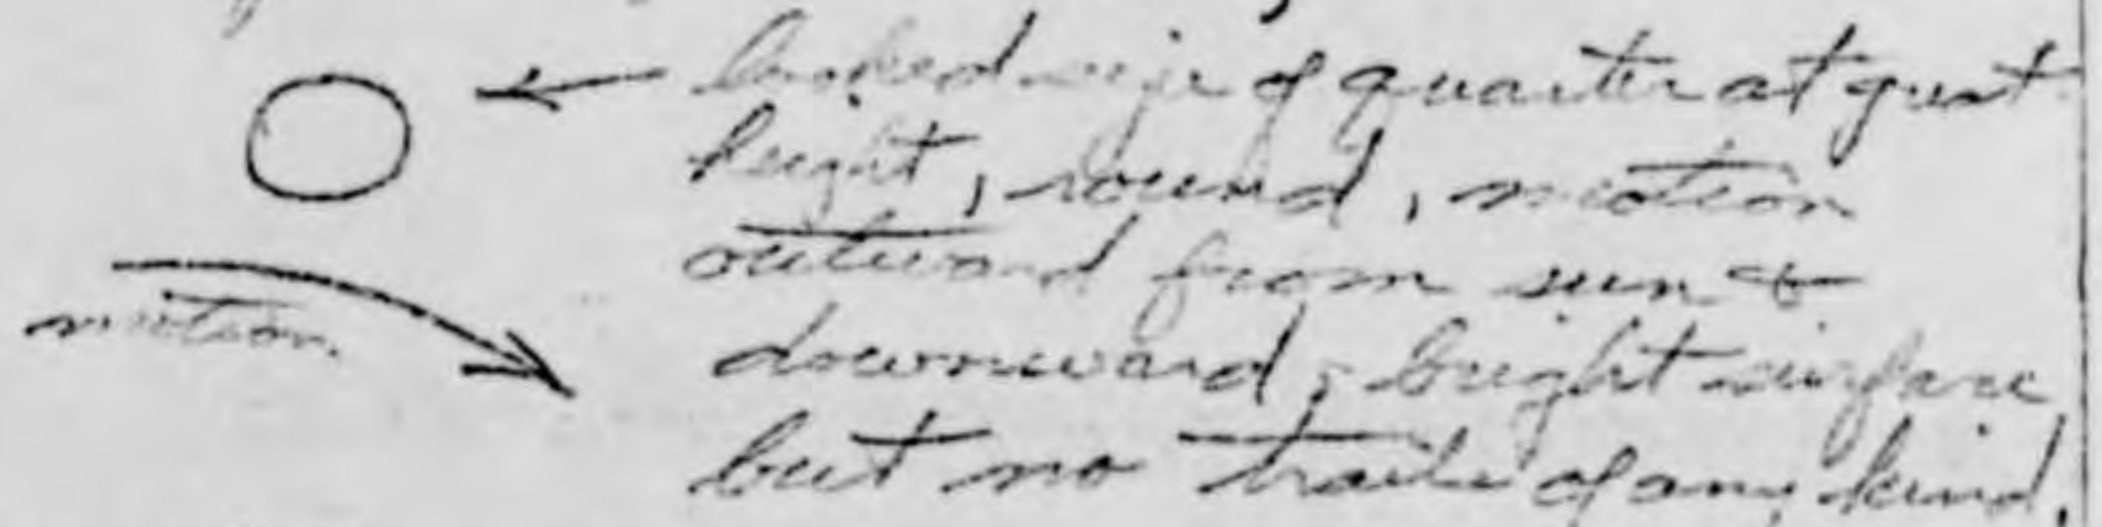 looked size of quarter at great
height, round, motion
outward from sun &
downward, bright surface
but no trails of any kind.
motion.